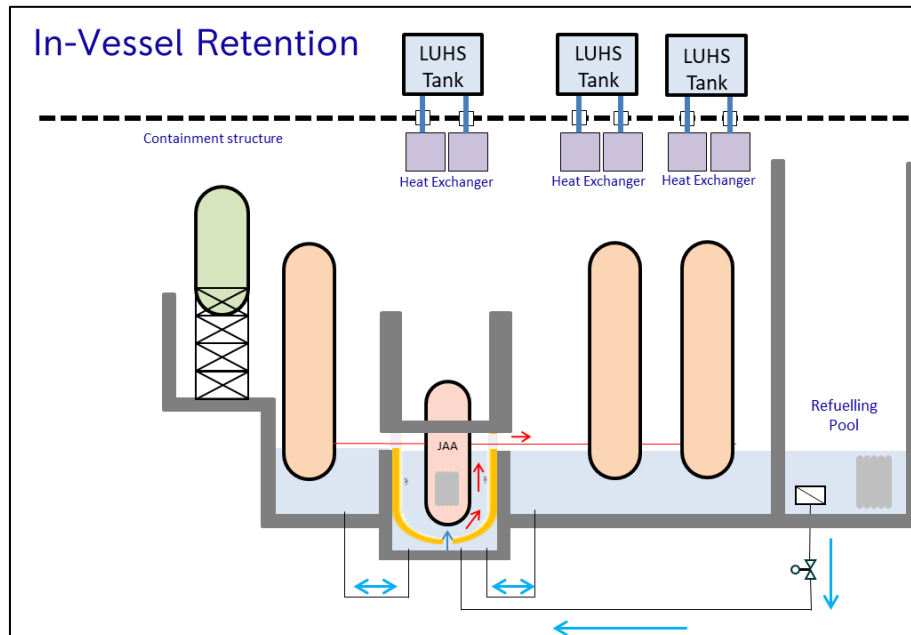 In-Vessel Retention
LUHS
Tank
LUHS
Tank
LUHS
Tank
Containment structure
Heat Exchanger
Heat Exchanger
Heat Exchanger
Refuelling
Pool
JAA